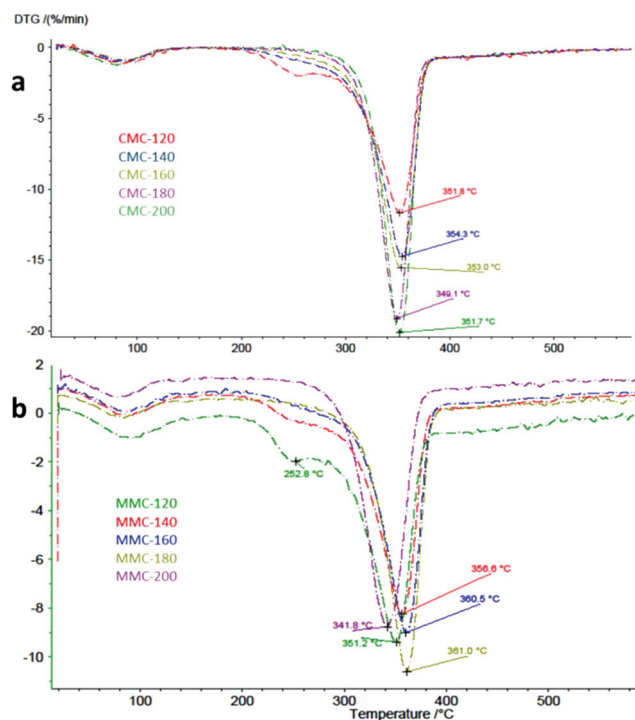 DTG /(%/min)
a
0
-5
-10
-15
-20
CMC-120
CMC-140
CMC-160
CMC-180
CMC-200
351.8 °C
354.3 °C
353.0 °C
349.1 °C
351.7 °C
100 200 300 400 500
b
2
0
-2
-4
-6
-8
-10
252.8 °C
MMC-120
MMC-140
MMC-160
MMC-180
MMC-200
356.6 °C
360.5 °C
341.8 °C
351.2 °C
361.0 °C
100 200 300 400 500
Temperature /°C